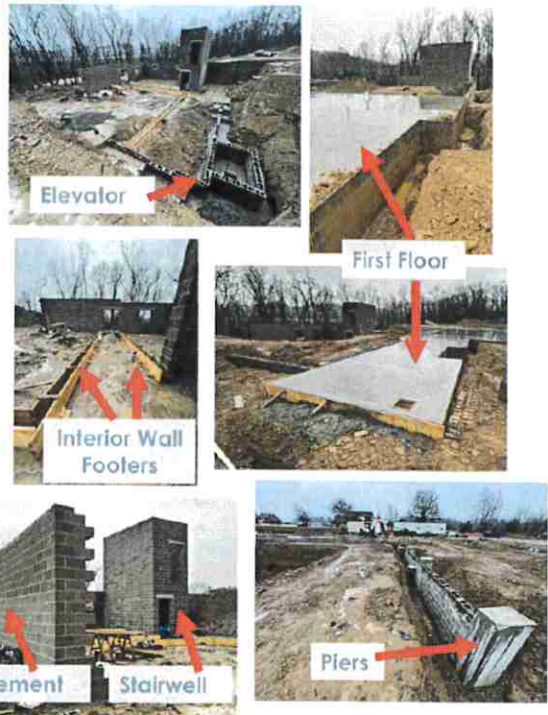 Elevator
First Floor
Interior Wall
Footers
ement
Stairwell
Piers